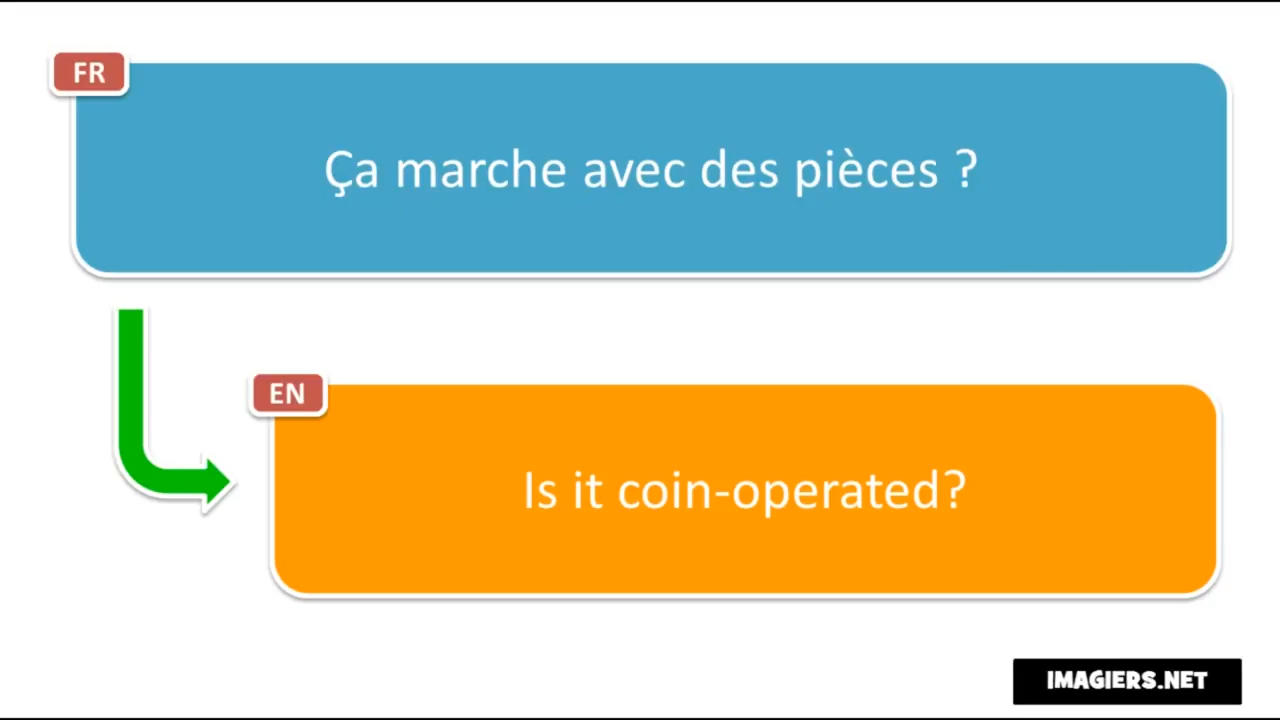 FR
Ça marche avec des pièces ?
EN
Is it coin-operated?
IMAGIERS.NET